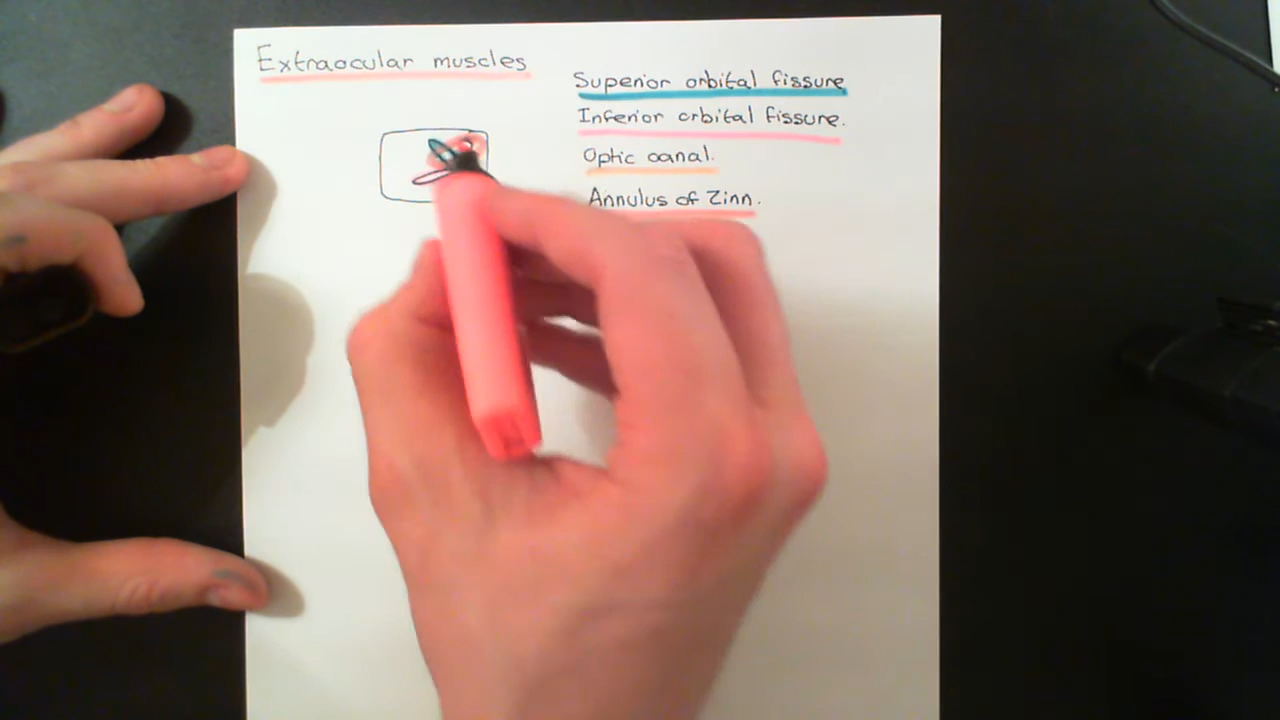 Extraocular muscles
Superior orbital fissure
Inferior orbital fissure.
Optic canal.
Annulus of Zinn.